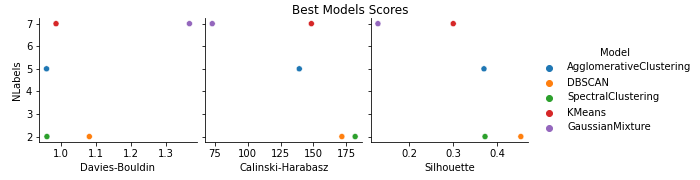 Best Models Scores
NLabels
7
6
5
4
3
2
1.0 1.1 1.2 1.3
Davies-Bouldin
75 100 125 150 175
Calinski-Harabasz
0.2 0.3 0.4
Silhouette
Model
AgglomerativeClustering
DBSCAN
SpectralClustering
KMeans
GaussianMixture